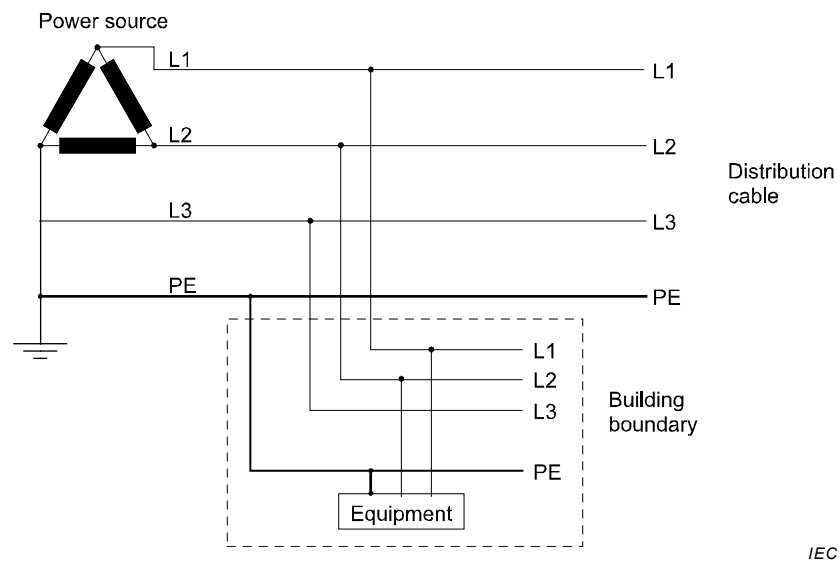 Power source
L1
L1
L2
L2
Distribution
cable
L3
L3
PE
PE
L1
L2
L3
Building
boundary
PE
Equipment
IEC